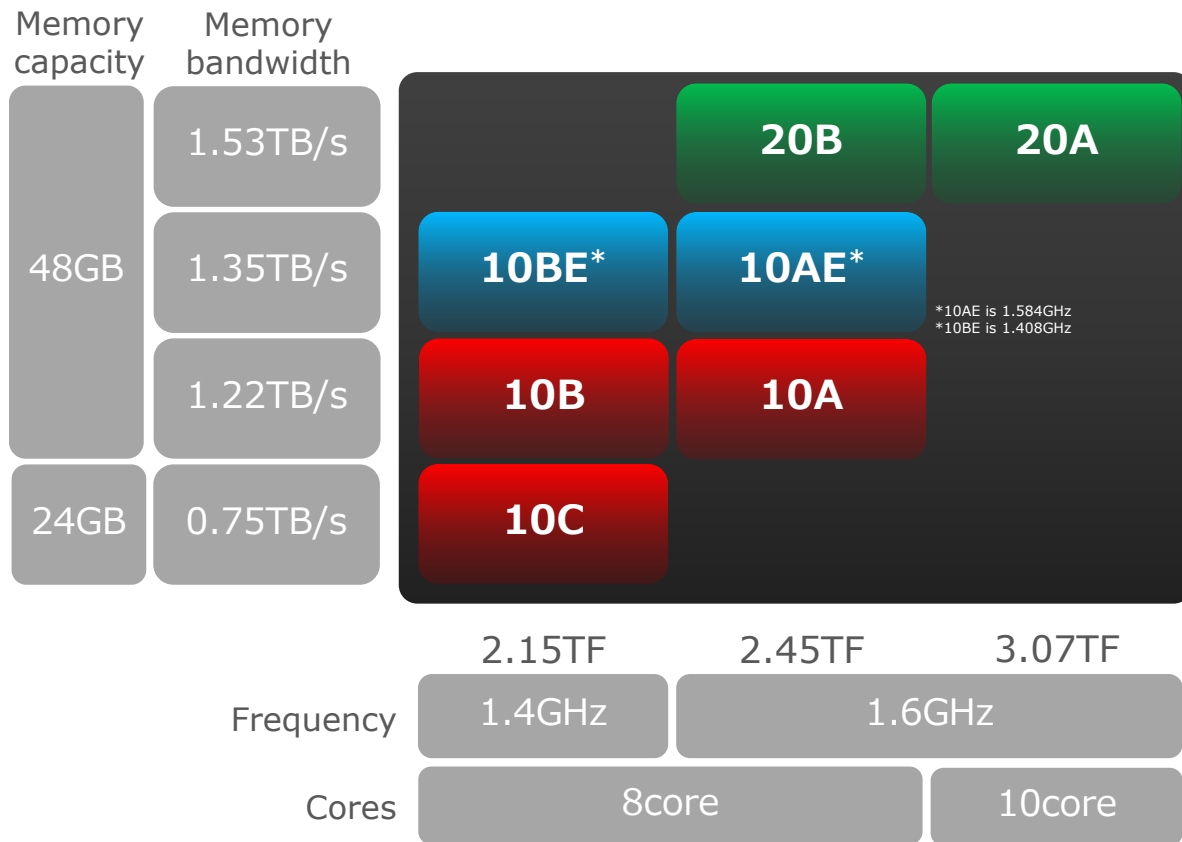 Memory
capacity
Memory
bandwidth
1.53TB/s
20B
20A
48GB
1.35TB/s
10BE*
10AE*
*10AE is 1.584GHz
*10BE is 1.408GHz
1.22TB/s
10B
10A
24GB
0.75TB/s
10C
2.15TF
2.45TF
3.07TF
Frequency
1.4GHz
1.6GHz
Cores
8core
10core